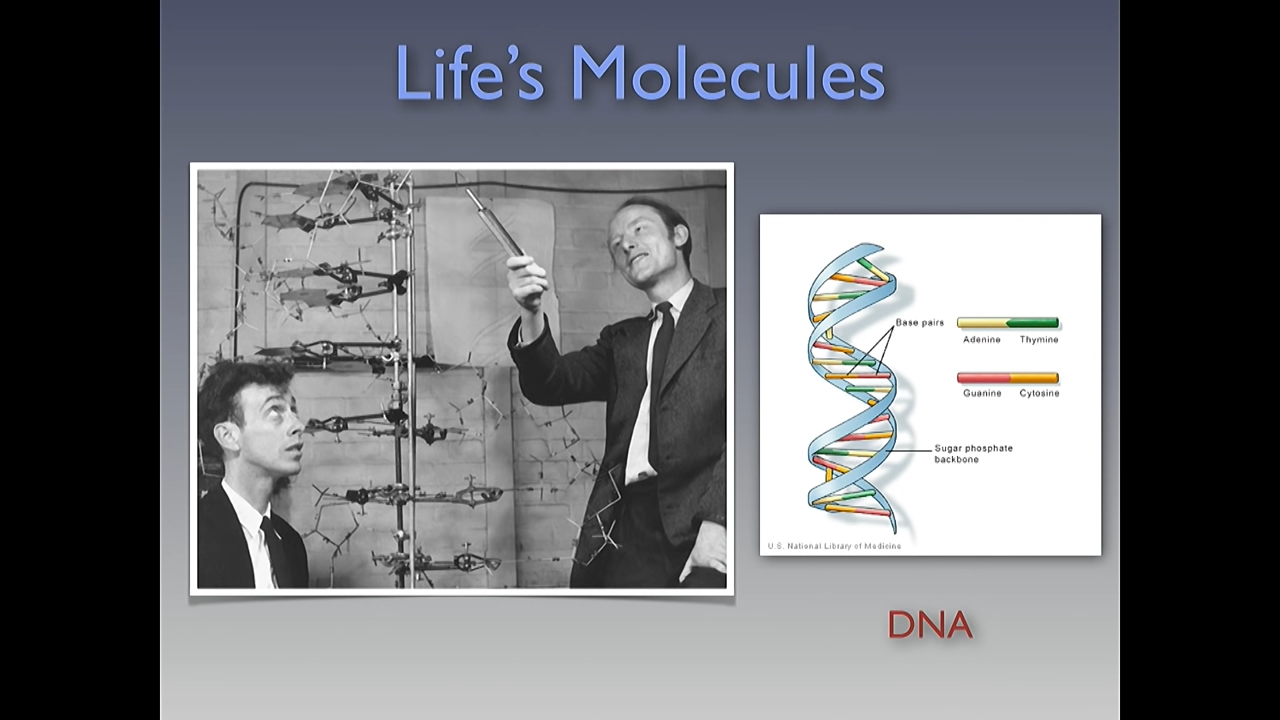 Life’s Molecules
Base pairs
Adenine Thymine
Guanine Cytosine
Sugar phosphate
backbone
U.S. National Library of Medicine
DNA